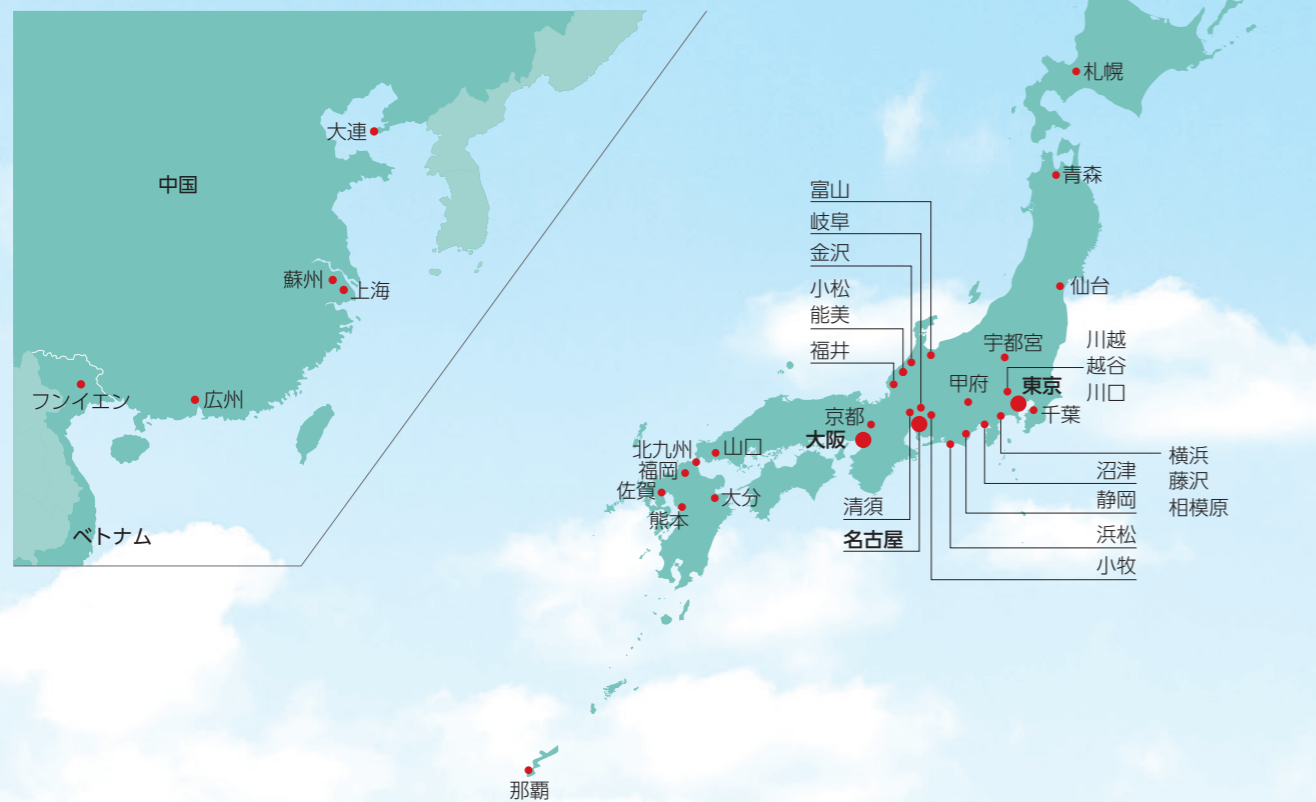 大連
中国
蘇州
上海
フンイエン
広州
ベトナム
札幌
青森
富山
岐阜
金沢
小松
能美
福井
仙台
宇都宮
川越
越谷
川口
甲府
東京
千葉
京都
大阪
北九州
山口
福岡
佐賀
大分
熊本
清須
名古屋
横浜
藤沢
相模原
沼津
静岡
浜松
小牧
那覇